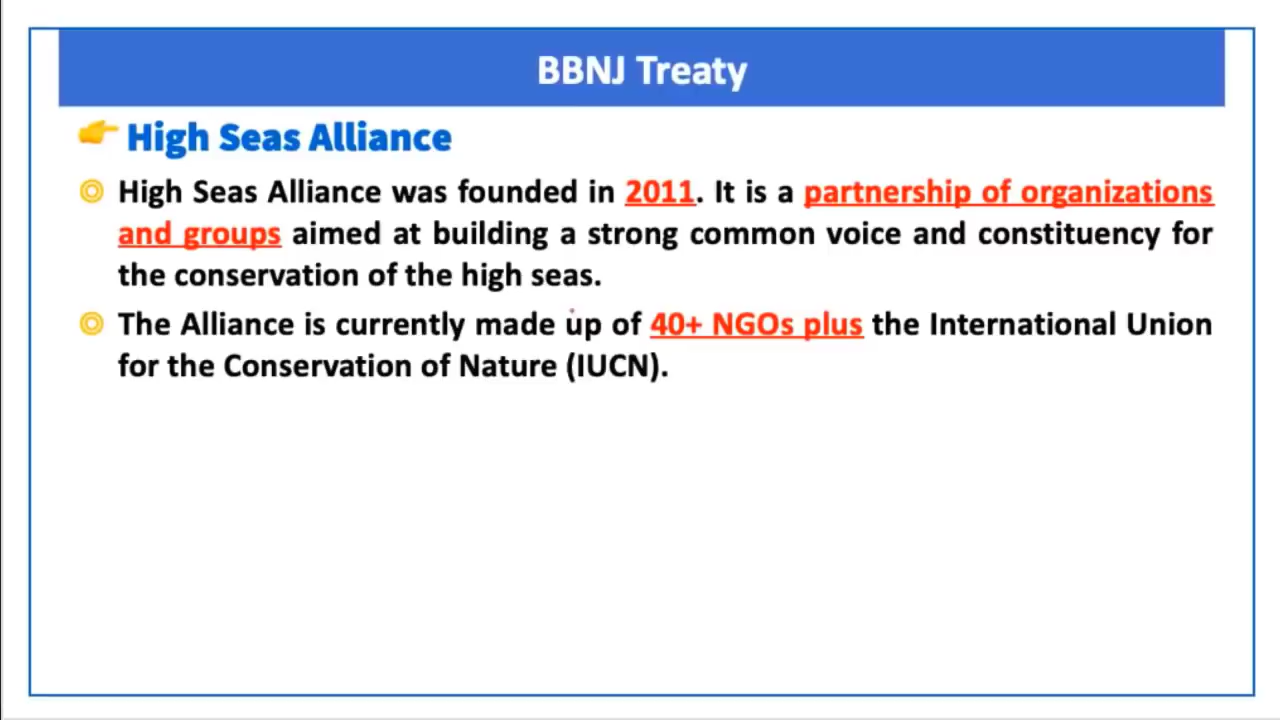 BBNJ Treaty
High Seas Alliance
High Seas Alliance was founded in 2011. It is a partnership of organizations
and groups aimed at building a strong common voice and constituency for
the conservation of the high seas.
The Alliance is currently made up of 40+ NGOs plus the International Union
for the Conservation of Nature (IUCN).